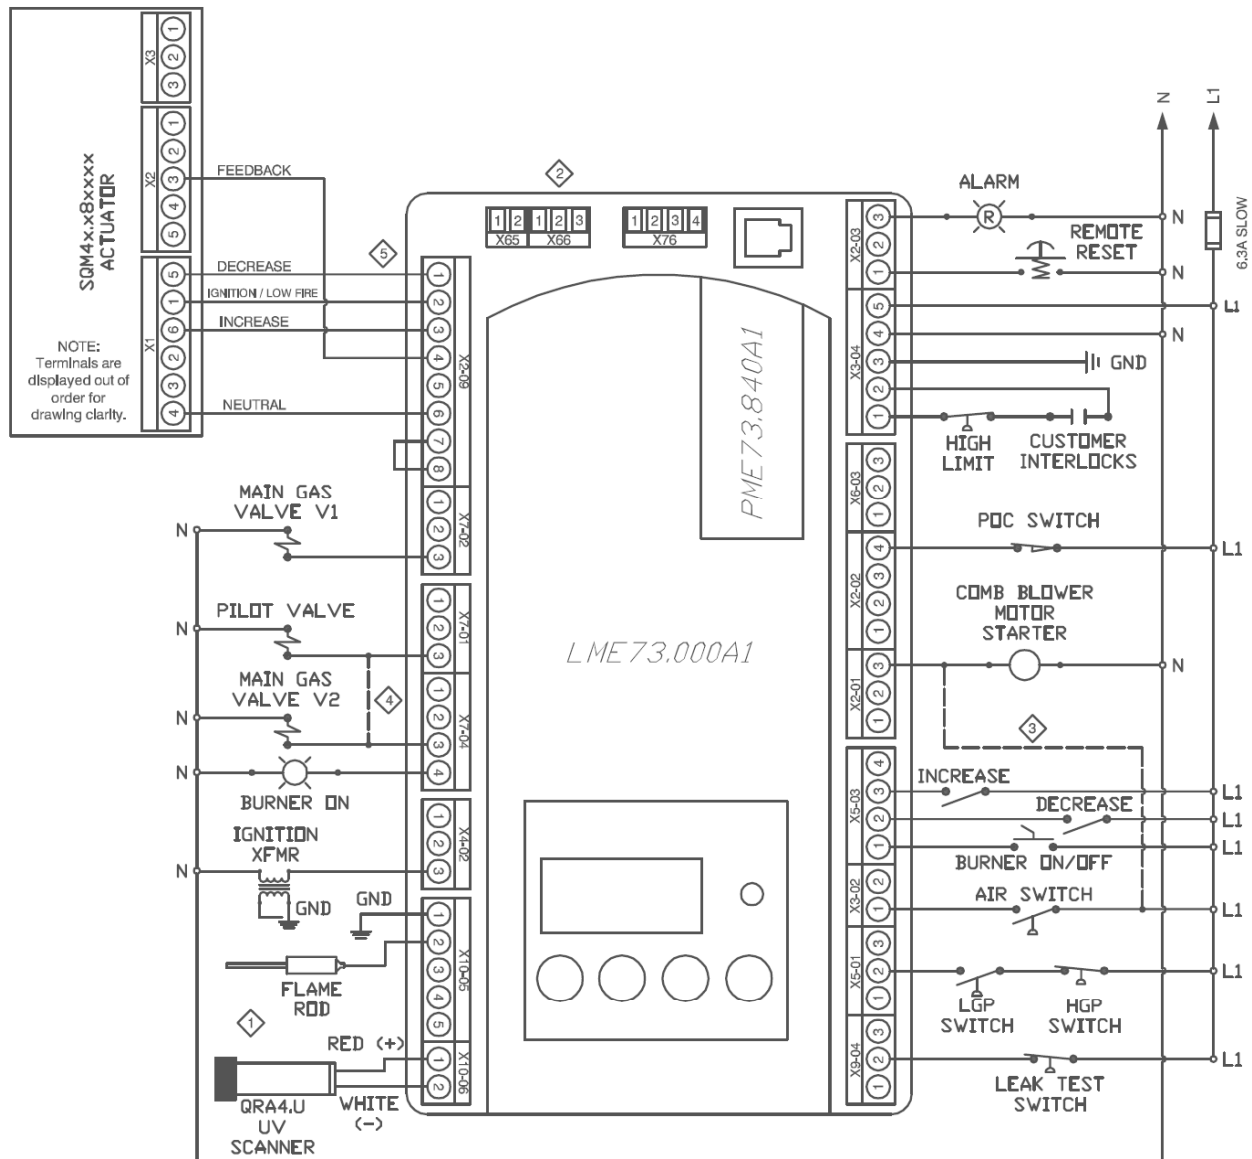 X3
1
2
3
X2
1
2
3
4
5
X1
5
1
6
2
3
4
SQM4x.x8xxxx
ACTUATOR
NOTE:
Terminals are
displayed out of
order for
drawing clarity.
FEEDBACK
DECREASE
IGNITION / LOW FIRE
INCREASE
NEUTRAL
5
2
1 2 1 2 3
X65 X66
1 2 3 4
X76
X2-09
1
2
3
4
5
6
7
8
X7-02
1
2
3
X7-01
1
2
3
X7-04
1
2
3
4
X4-02
1
2
3
X10-05
1
2
3
4
5
X10-06
1
2
MAIN GAS
VALVE V1
N
PILOT VALVE
N
MAIN GAS
VALVE V2
N
4
N
BURNER ON
IGNITION
XFMR
N
GND
GND
FLAME
ROD
1
RED (+)
WHITE
(-)
QRA4.U
UV
SCANNER
PME73.840A1
LME73.000A1
X2-03
3
2
1
X3-04
5
4
3
2
1
X6-03
3
2
1
X2-02
4
3
2
1
X2-01
3
2
1
X5-03
4
3
2
1
X3-02
2
1
X5-01
3
2
1
X9-04
3
2
1
N
L1
6.3A SLOW
ALARM
R
N
REMOTE
RESET
N
L1
N
GND
HIGH
LIMIT
CUSTOMER
INTERLOCKS
POC SWITCH
L1
COMB BLOWER
MOTOR
STARTER
N
3
INCREASE
L1
DECREASE
L1
BURNER ON/OFF
L1
AIR SWITCH
L1
LGP
SWITCH
HGP
SWITCH
L1
LEAK TEST
SWITCH
L1